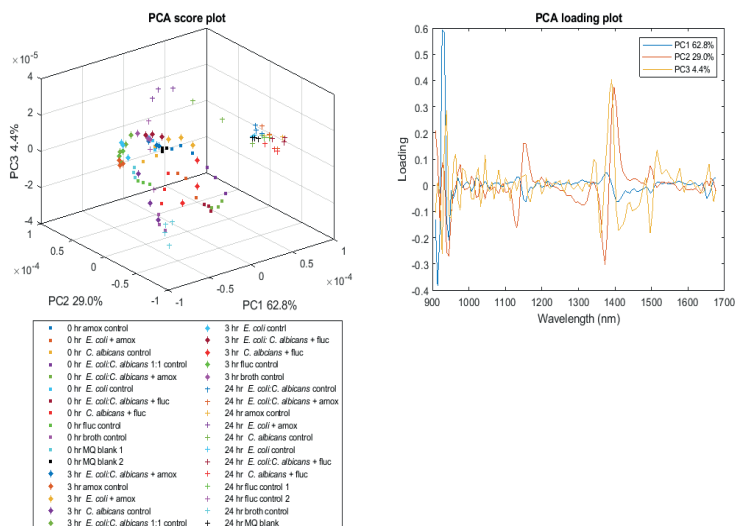 PCA score plot
×10⁻⁵
4
2
0
-2
-4
PC3 4.4%
1
0.5
0
-0.5
-1
×10⁻⁴
PC2 29.0%
-1
-0.5
0
0.5
1
×10⁻⁴
PC1 62.8%
0 hr amox control
0 hr E. coli + amox
0 hr C. albicans control
0 hr E. coli:C. albicans 1:1 control
0 hr E. coli:C. albicans + amox
0 hr E. coli control
0 hr E. coli:C. albicans + fluc
0 hr C. albicans + fluc
0 hr fluc control
0 hr broth control
0 hr MQ blank 1
0 hr MQ blank 2
3 hr E. coli:C. albicans + amox
3 hr amox control
3 hr E. coli + amox
3 hr C. albicans control
3 hr E. coli:C. albicans 1:1 control
3 hr E. coli contrl
3 hr E. coli: C. albicans + fluc
3 hr C. albicans + fluc
3 hr fluc control
3 hr broth control
24 hr E. coli:C. albicans control
24 hr E. coli:C. albicans + amox
24 hr amox control
24 hr E. coli + amox
24 hr C. albicans control
24 hr E. coli control
24 hr E. coli:C. albicans + fluc
24 hr C. albicans + fluc
24 hr fluc control 1
24 hr fluc control 2
24 hr broth control
24 hr MQ blank
PCA loading plot
PC1 62.8%
PC2 29.0%
PC3 4.4%
0.6
0.5
0.4
0.3
0.2
0.1
0
-0.1
-0.2
-0.3
-0.4
Loading
900 1000 1100 1200 1300 1400 1500 1600 1700
Wavelength (nm)